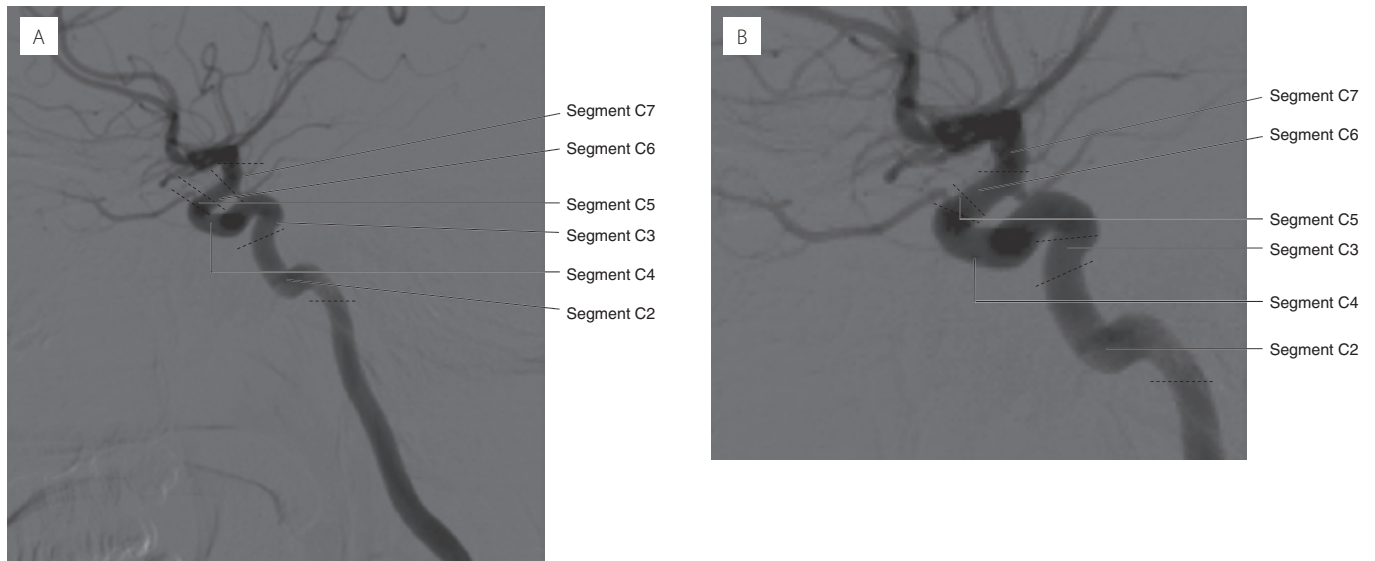 A
Segment C7
Segment C6
Segment C5
Segment C3
Segment C4
Segment C2
B
Segment C7
Segment C6
Segment C5
Segment C3
Segment C4
Segment C2